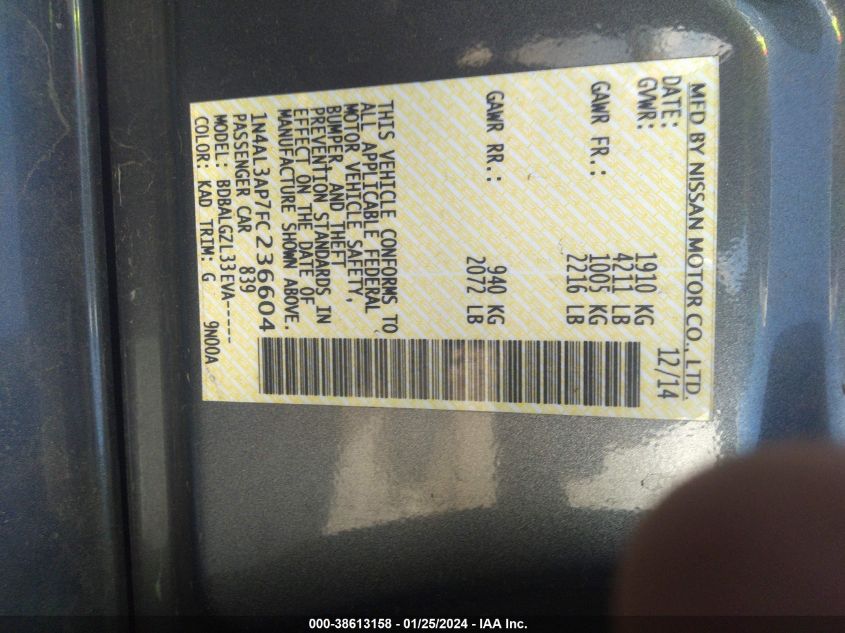 MFD BY NISSAN MOTOR CO., LTD.
DATE: 12/14
GVWR: 1910 KG
4211 LB
GAWR FR.: 1005 KG
2216 LB
GAWR RR.: 940 KG
2072 LB
THIS VEHICLE CONFORMS TO
ALL APPLICABLE FEDERAL
MOTOR VEHICLE SAFETY,
BUMPER, AND THEFT
PREVENTION STANDARDS IN
EFFECT ON THE DATE OF
MANUFACTURE SHOWN ABOVE.
1N4AL3AP7FC236604
PASSENGER CAR 839
MODEL: BDBALGZL33EVA-----
COLOR: KAD TRIM: G 9N00A
000-38613158 - 01/25/2024 - IAA Inc.